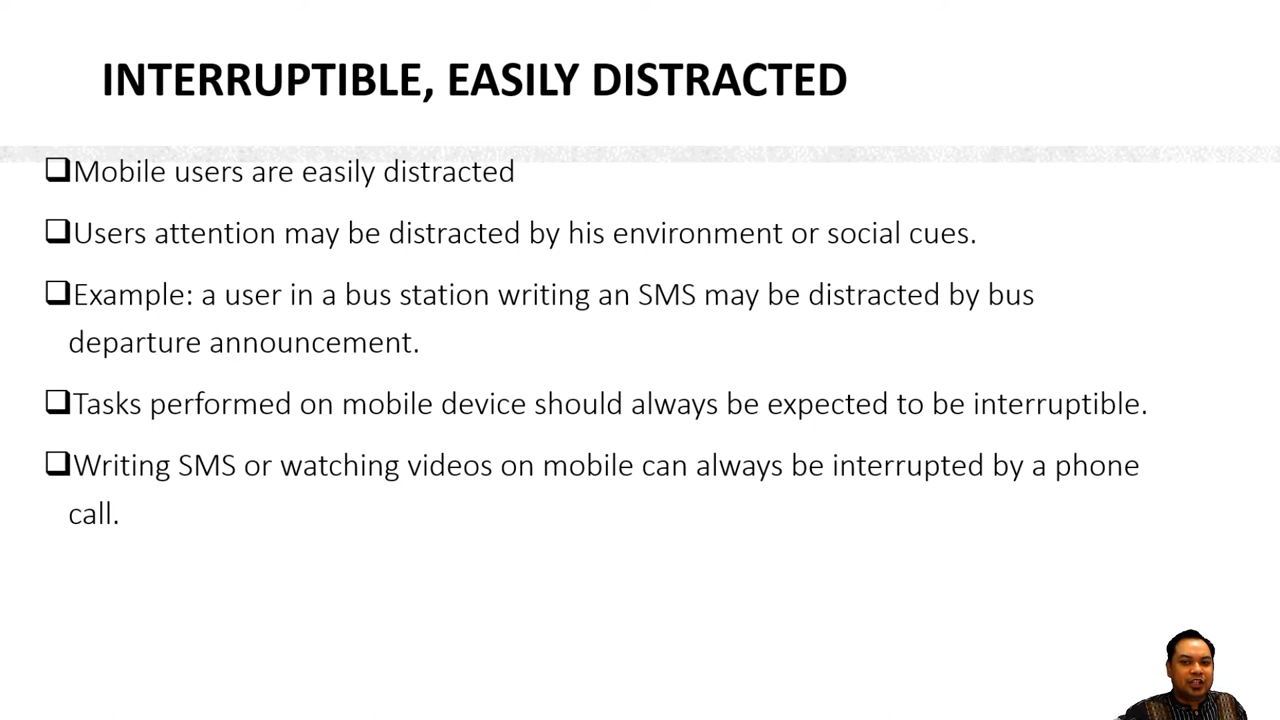 INTERRUPTIBLE, EASILY DISTRACTED
Mobile users are easily distracted
Users attention may be distracted by his environment or social cues.
Example: a user in a bus station writing an SMS may be distracted by bus
departure announcement.
Tasks performed on mobile device should always be expected to be interruptible.
Writing SMS or watching videos on mobile can always be interrupted by a phone
call.